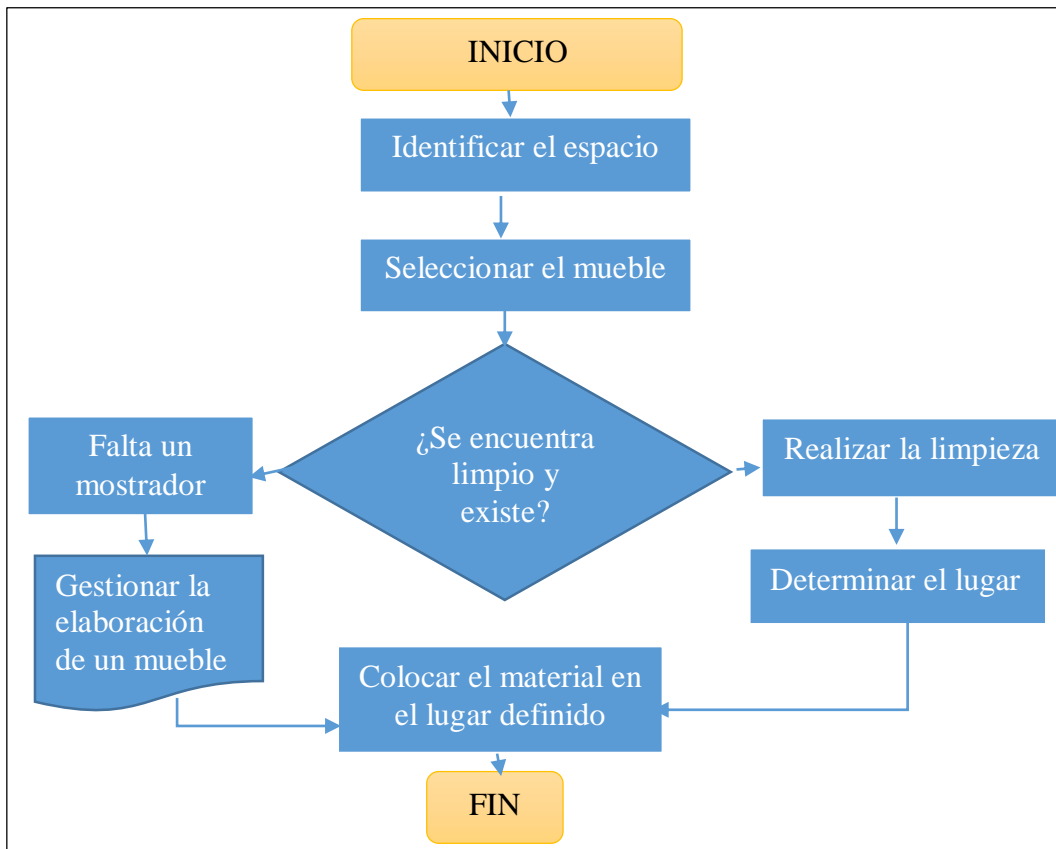 INICIO
Identificar el espacio
Seleccionar el mueble
¿Se encuentra
limpio y
existe?
Falta un
mostrador
Realizar la limpieza
Gestionar la
elaboración
de un mueble
Determinar el lugar
Colocar el material en
el lugar definido
FIN